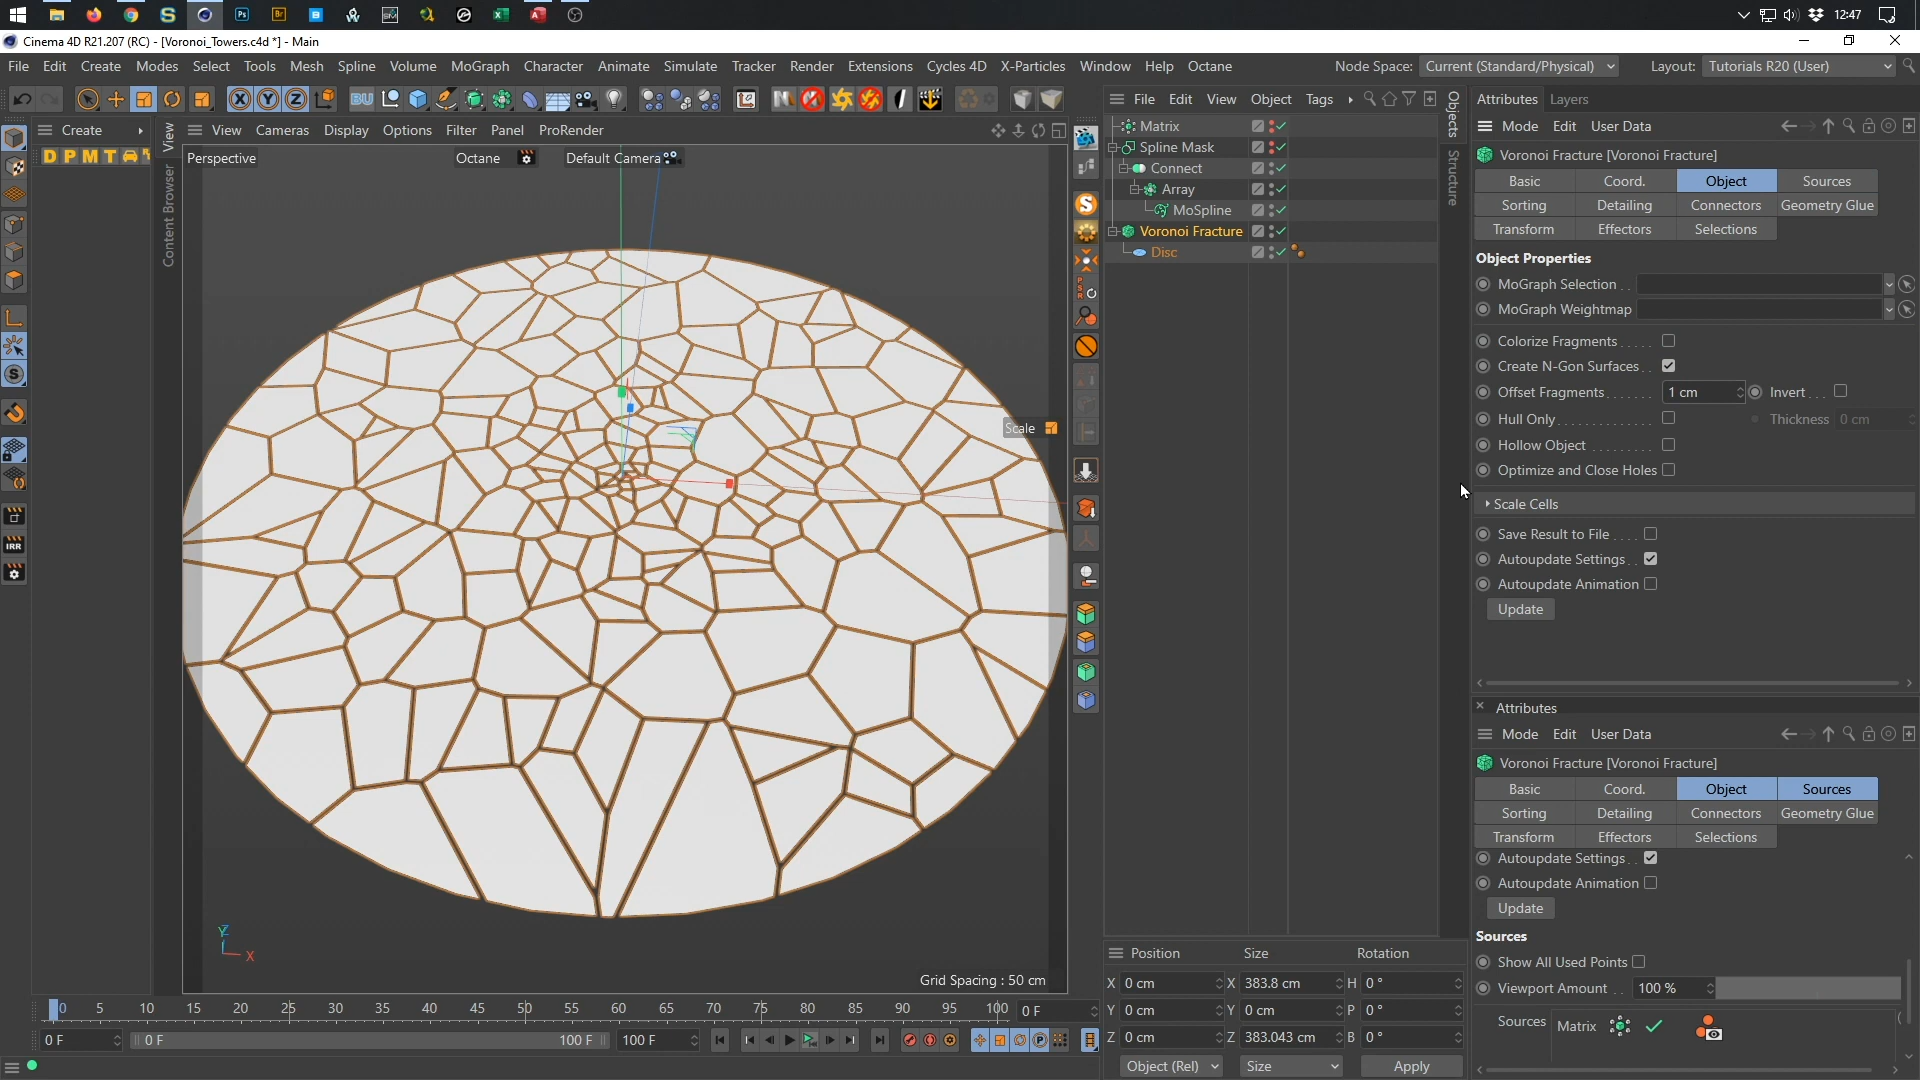 12:47
Cinema 4D R21.207 (RC) - [Voronoi_Towers.c4d *] - Main
File Edit Create Modes Select Tools Mesh Spline Volume MoGraph Character Animate Simulate Tracker Render Extensions Cycles 4D X-Particles Window Help Octane Node Space: Current (Standard/Physical) Layout: Tutorials R20 (User)
File Edit View Object Tags
Attributes Layers
Create View Cameras Display Options Filter Panel ProRender
Mode Edit User Data
D P M T
Perspective Octane Default Camera
View
Content Browser
Objects
Structure
Matrix
Spline Mask
Connect
Array
MoSpline
Voronoi Fracture
Disc
Voronoi Fracture [Voronoi Fracture]
Basic Coord. Object Sources
Sorting Detailing Connectors Geometry Glue
Transform Effectors Selections
Object Properties
MoGraph Selection . .
MoGraph Weightmap
Colorize Fragments . . . . .
Create N-Gon Surfaces . .
Offset Fragments . . . . . . . 1 cm Invert . . .
Hull Only . . . . . . . . . . . . . . Thickness 0 cm
Hollow Object . . . . . . . . .
Optimize and Close Holes
Scale Cells
Save Result to File . . . .
Autoupdate Settings . .
Autoupdate Animation
Update
Scale
IRR
Y
Z
X
Grid Spacing : 50 cm
Attributes
Mode Edit User Data
Voronoi Fracture [Voronoi Fracture]
Basic Coord. Object Sources
Sorting Detailing Connectors Geometry Glue
Transform Effectors Selections
Autoupdate Settings . .
Autoupdate Animation
Update
Sources
Show All Used Points
Viewport Amount . . 100 %
Sources Matrix
Position Size Rotation
X 0 cm X 383.8 cm H 0 °
Y 0 cm Y 0 cm P 0 °
Z 0 cm Z 383.043 cm B 0 °
Object (Rel) Size Apply
0 5 10 15 20 25 30 35 40 45 50 55 60 65 70 75 80 85 90 95 100 0 F
0 F 0 F 100 F 100 F